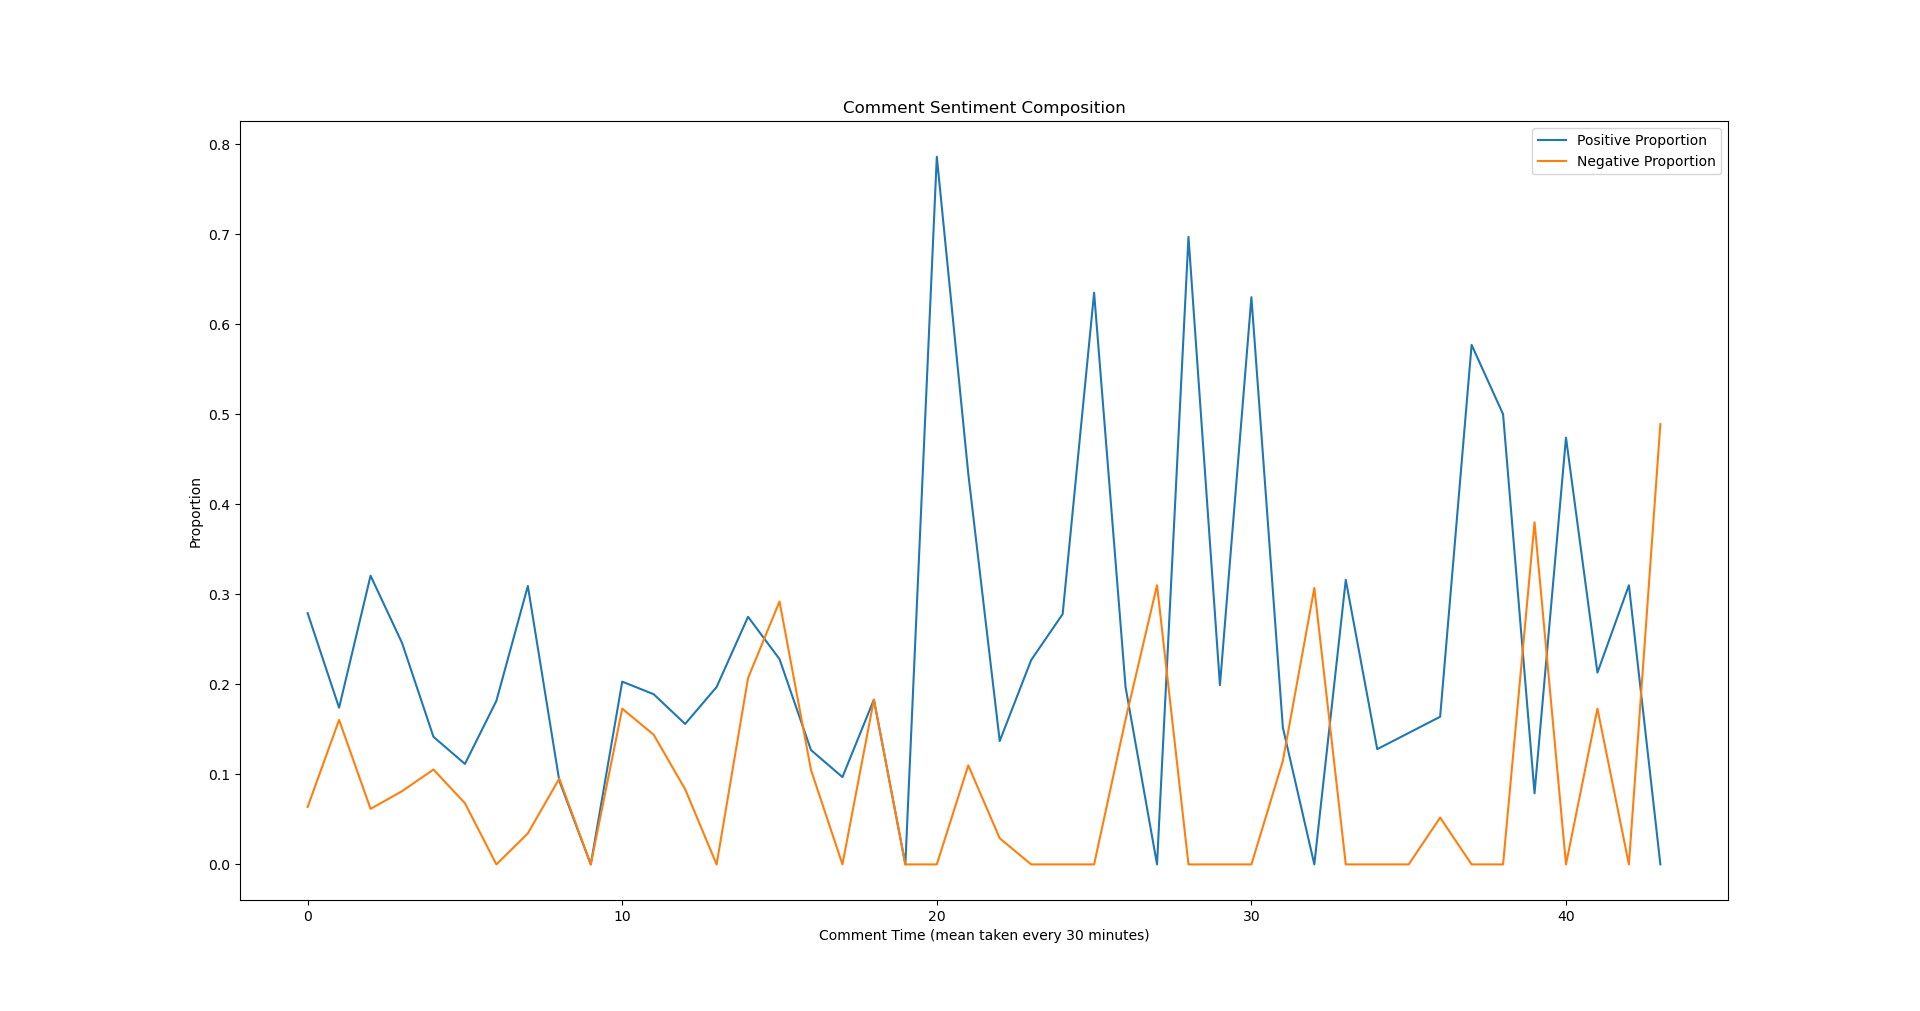 Comment Sentiment Composition
Positive Proportion
Negative Proportion
0.8
0.7
0.6
0.5
0.4
0.3
0.2
0.1
0.0
Proportion
0 10 20 30 40
Comment Time (mean taken every 30 minutes)